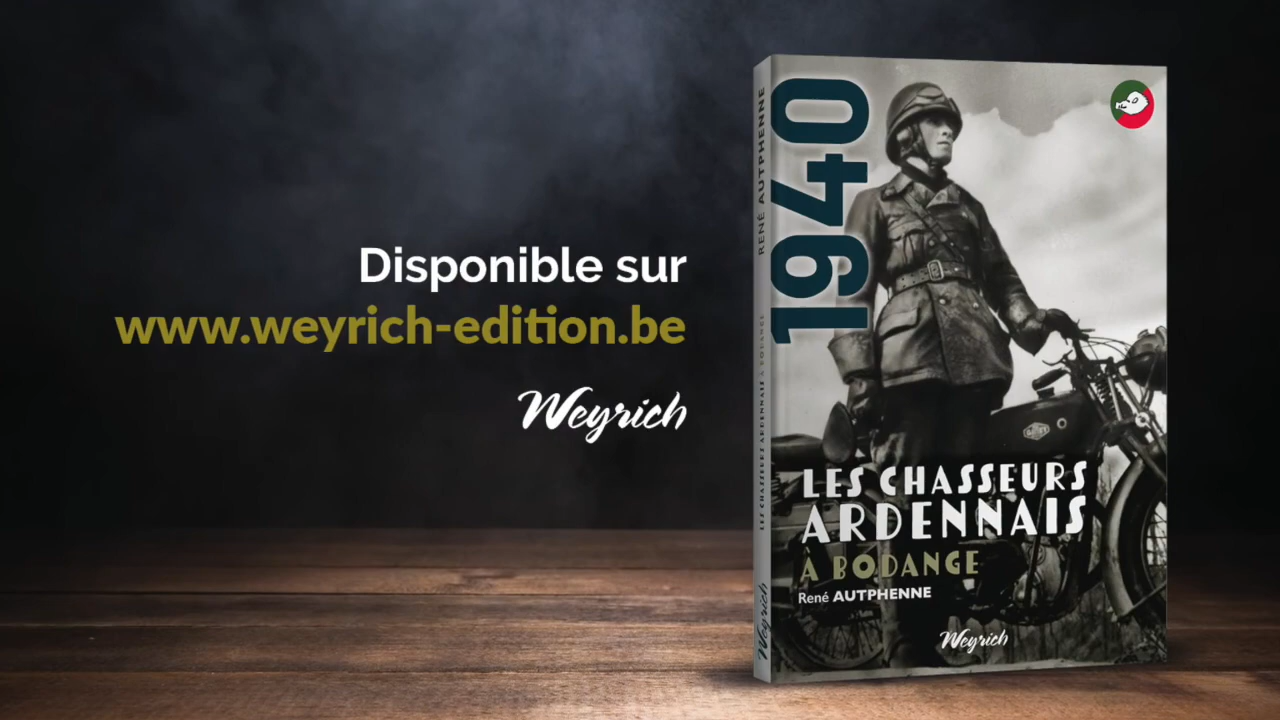 Disponible sur
www.weyrich-edition.be
Weyrich
1940
LES CHASSEURS
ARDENNAIS
À BODANGE
René AUTPHENNE
Weyrich
RENÉ AUTPHENNE
LES CHASSEURS ARDENNAIS À BODANGE
Weyrich